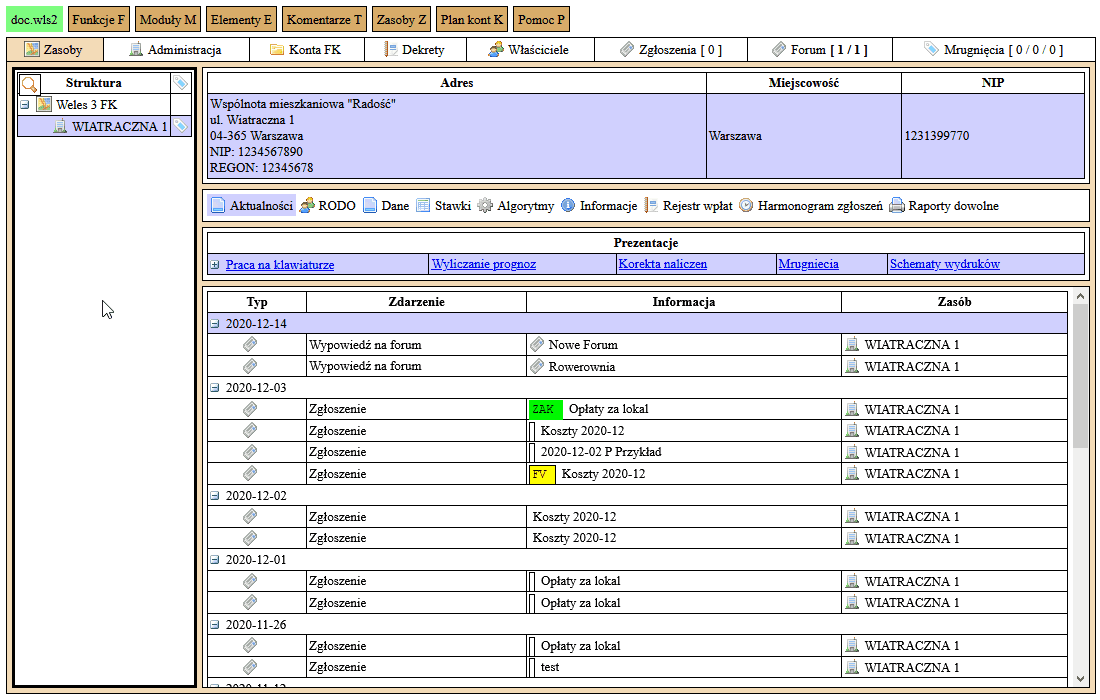 doc.wls2 Funkcje F Moduły M Elementy E Komentarze T Zasoby Z Plan kont K Pomoc P
Zasoby Administracja Konta FK Dekrety Właściciele Zgłoszenia [ 0 ] Forum [ 1 / 1 ] Mrugnięcia [ 0 / 0 / 0 ]
Struktura
Weles 3 FK
WIATRACZNA 1
Adres Miejscowość NIP
Wspólnota mieszkaniowa "Radość"
ul. Wiatraczna 1
04-365 Warszawa
NIP: 1234567890
REGON: 12345678
Warszawa
1231399770
Aktualności RODO Dane Stawki Algorytmy Informacje Rejestr wpłat Harmonogram zgłoszeń Raporty dowolne
Prezentacje
Praca na klawiaturze Wyliczanie prognoz Korekta naliczen Mrugniecia Schematy wydruków
Typ Zdarzenie Informacja Zasób
2020-12-14
Wypowiedź na forum Nowe Forum WIATRACZNA 1
Wypowiedź na forum Rowerownia WIATRACZNA 1
2020-12-03
Zgłoszenie ZAK Opłaty za lokal WIATRACZNA 1
Zgłoszenie Koszty 2020-12 WIATRACZNA 1
Zgłoszenie 2020-12-02 P Przykład WIATRACZNA 1
Zgłoszenie FV Koszty 2020-12 WIATRACZNA 1
2020-12-02
Zgłoszenie Koszty 2020-12 WIATRACZNA 1
Zgłoszenie Koszty 2020-12 WIATRACZNA 1
2020-12-01
Zgłoszenie Opłaty za lokal WIATRACZNA 1
Zgłoszenie Opłaty za lokal WIATRACZNA 1
2020-11-26
Zgłoszenie Opłaty za lokal WIATRACZNA 1
Zgłoszenie test WIATRACZNA 1